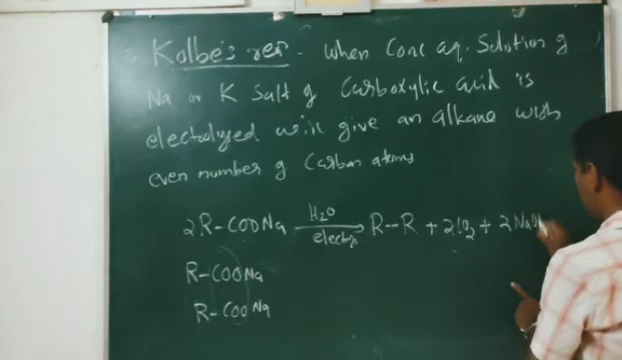 Kolbe's rex - When Conc aq. Solution of
Na or K Salt of Carboxylic acid is
electrolysed will give an alkane with
even number of Carbon atoms
2R-COONa H2O electro R-R + 2CO2 + 2NaOH
R-COONa
R-COONa